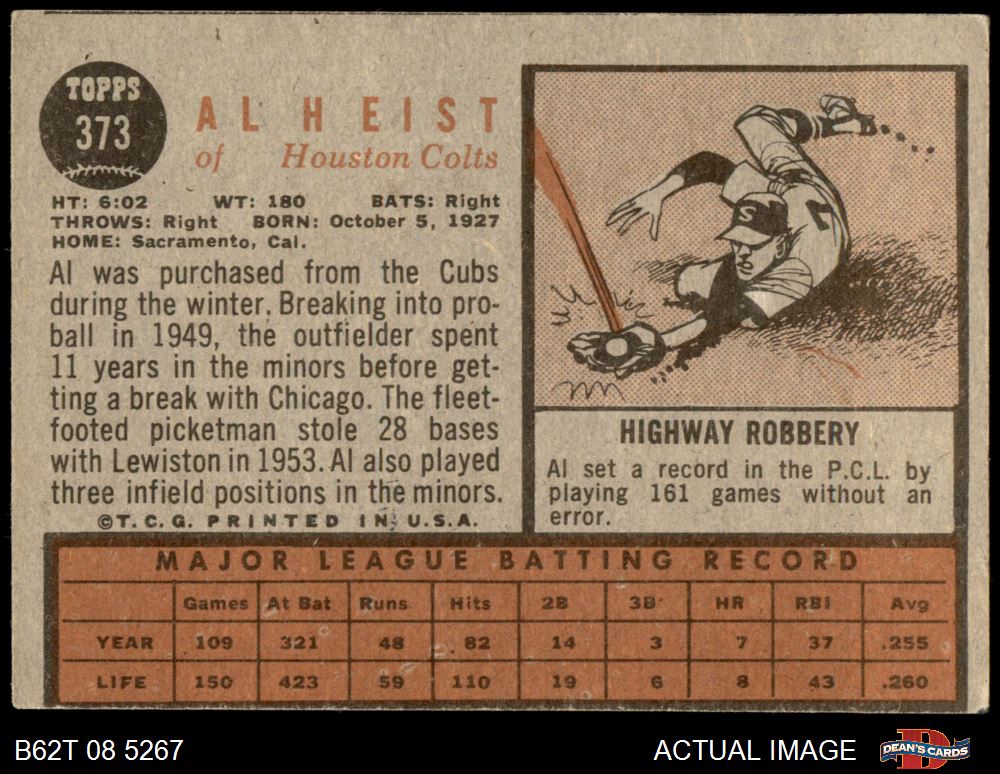 TOPPS
373
AL HEIST
of Houston Colts
HT: 6:02 WT: 180 BATS: Right
THROWS: Right BORN: October 5, 1927
HOME: Sacramento, Cal.
Al was purchased from the Cubs
during the winter. Breaking into pro-
ball in 1949, the outfielder spent
11 years in the minors before get-
ting a break with Chicago. The fleet-
footed picketman stole 28 bases
with Lewiston in 1953. Al also played
three infield positions in the minors.
©T. C. G. PRINTED IN U. S. A.
S
HIGHWAY ROBBERY
Al set a record in the P.C.L. by
playing 161 games without an
error.
MAJOR LEAGUE BATTING RECORD
Games At Bat Runs Hits 2B 3B HR RBI Avg
YEAR 109 321 48 82 14 3 7 37 .255
LIFE 150 423 59 110 19 6 8 43 .260
B62T 08 5267
ACTUAL IMAGE
D
DEAN'S CARDS